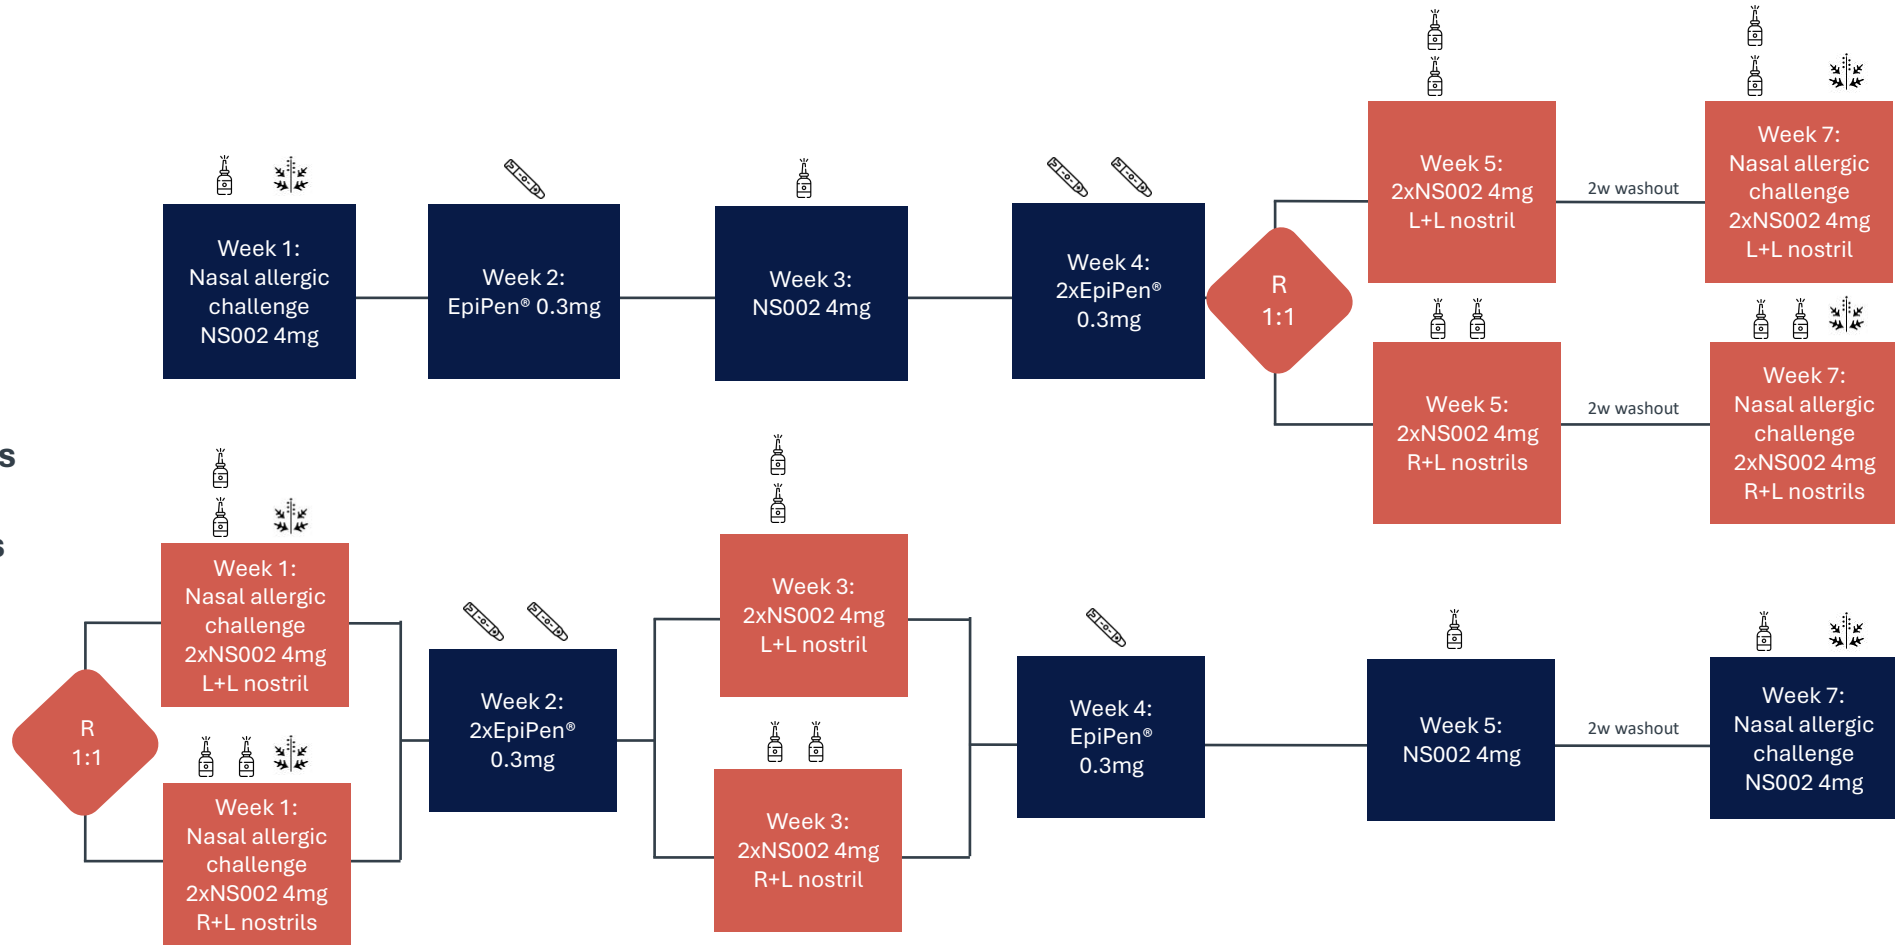 Week 1:
Nasal allergic
challenge
NS002 4mg
Week 2:
EpiPen® 0.3mg
Week 3:
NS002 4mg
Week 4:
2xEpiPen®
0.3mg
R
1:1
Week 5:
2xNS002 4mg
L+L nostril
2w washout
Week 7:
Nasal allergic
challenge
2xNS002 4mg
L+L nostril
Week 5:
2xNS002 4mg
R+L nostrils
2w washout
Week 7:
Nasal allergic
challenge
2xNS002 4mg
R+L nostrils
s
s
R
1:1
Week 1:
Nasal allergic
challenge
2xNS002 4mg
L+L nostril
Week 1:
Nasal allergic
challenge
2xNS002 4mg
R+L nostrils
Week 2:
2xEpiPen®
0.3mg
Week 3:
2xNS002 4mg
L+L nostril
Week 3:
2xNS002 4mg
R+L nostril
Week 4:
EpiPen®
0.3mg
Week 5:
NS002 4mg
2w washout
Week 7:
Nasal allergic
challenge
NS002 4mg